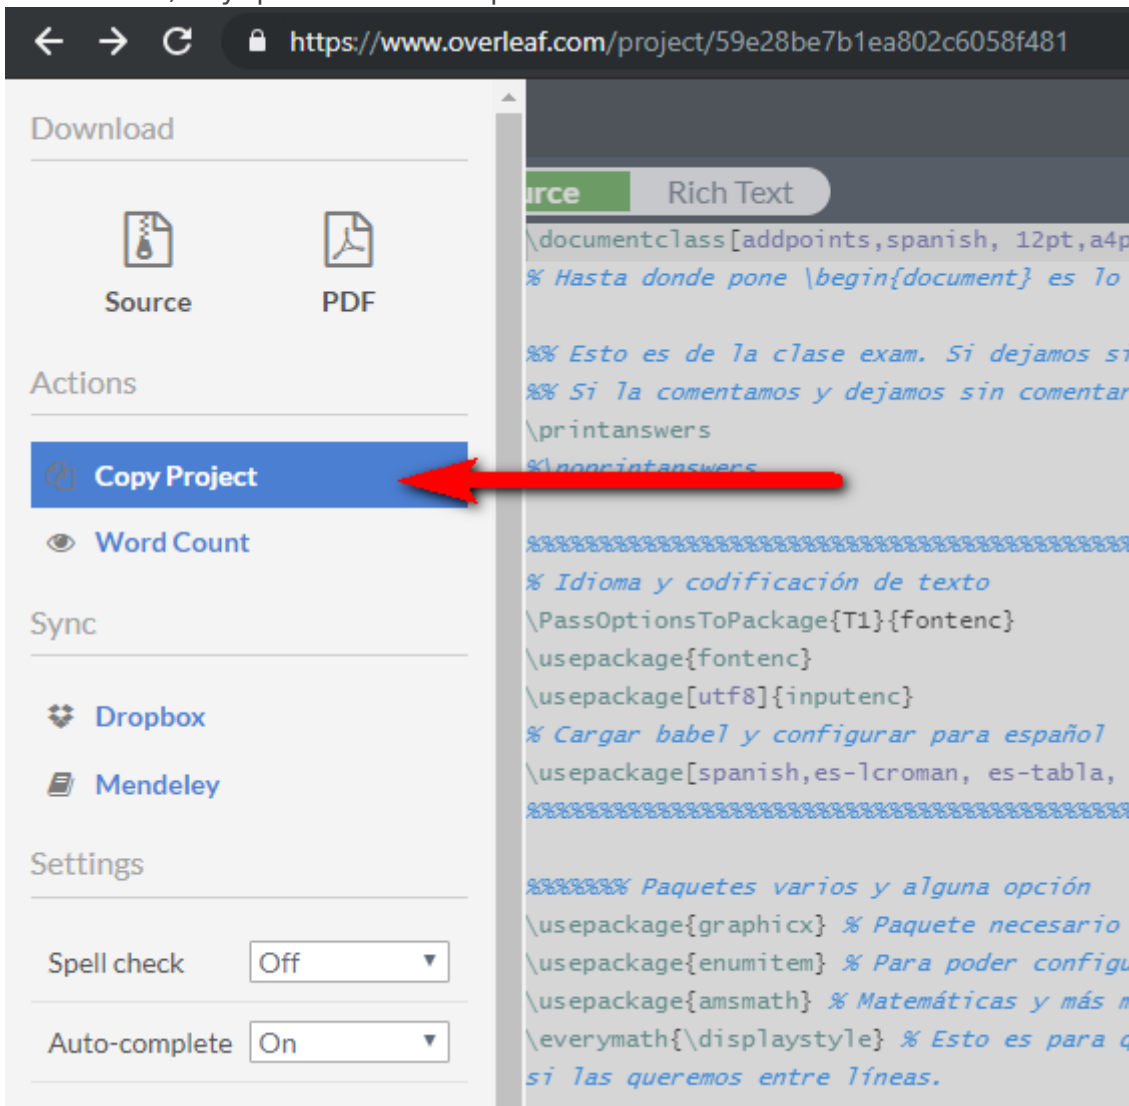 https://www.overleaf.com/project/59e28be7b1ea802c6058f481
Download
Source
PDF
Actions
Copy Project
Word Count
Sync
Dropbox
Mendeley
Settings
Spell check
Off
Auto-complete
On
Rich Text
\documentclass[addpoints,spanish, 12pt,a4p
% Hasta donde pone \begin{document} es lo
%% Esto es de la clase exam. Si dejamos
%% Si la comentamos y dejamos sin comentar
\printanswers
%\noprintanswers
%%%%%%%%%%%%%%%%%%%%%%%%%%%%%%%%%%%%%%%%%%
% Idioma y codificación de texto
\PassOptionsToPackage{T1}{fontenc}
\usepackage{fontenc}
\usepackage[utf8]{inputenc}
% Cargar babel y configurar para español
\usepackage[spanish,es-lcroman, es-tabla,
%%%%%%%%%%%%%%%%%%%%%%%%%%%%%%%%%%%%%%%%%%
%%%%%%%% Paquetes varios y alguna opción
\usepackage{graphicx} % Paquete necesario
\usepackage{enumitem} % Para poder configu
\usepackage{amsmath} % Matemáticas y más
\everymath{\displaystyle} % Esto es para
si las queremos entre líneas.